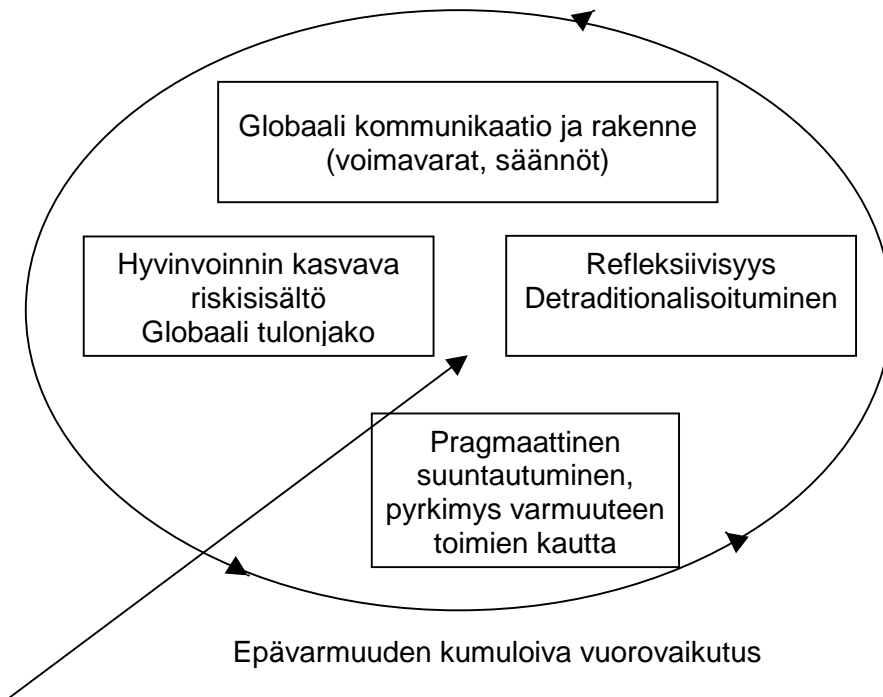 Globaali kommunikaatio ja rakenne
(voimavarat, säännöt)
Hyvinvoinnin kasvava
riskisisältö
Globaali tulonjako
Refleksiivisyys
Detraditionalisoituminen
Pragmaattinen
suuntautuminen,
pyrkimys varmuuteen
toimien kautta
Epävarmuuden kumuloiva vuorovaikutus